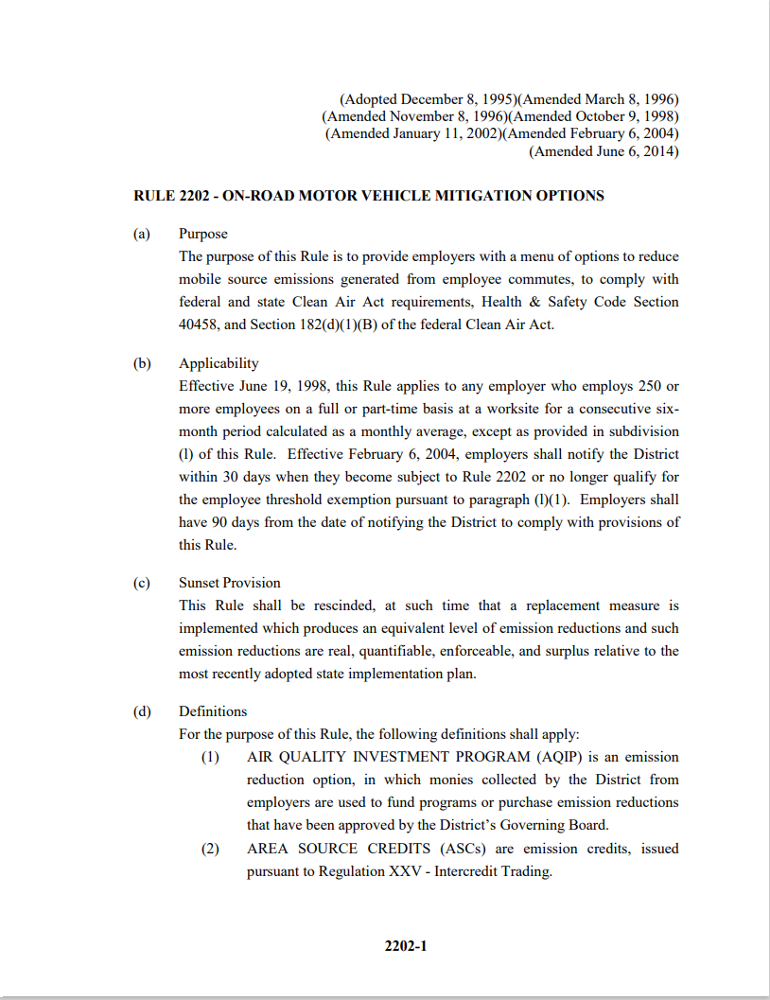 (Adopted December 8, 1995)(Amended March 8, 1996)
(Amended November 8, 1996)(Amended October 9, 1998)
(Amended January 11, 2002)(Amended February 6, 2004)
(Amended June 6, 2014)
RULE 2202 - ON-ROAD MOTOR VEHICLE MITIGATION OPTIONS
(a) Purpose
The purpose of this Rule is to provide employers with a menu of options to reduce
mobile source emissions generated from employee commutes, to comply with
federal and state Clean Air Act requirements, Health & Safety Code Section
40458, and Section 182(d)(1)(B) of the federal Clean Air Act.
(b) Applicability
Effective June 19, 1998, this Rule applies to any employer who employs 250 or
more employees on a full or part-time basis at a worksite for a consecutive six-
month period calculated as a monthly average, except as provided in subdivision
(l) of this Rule. Effective February 6, 2004, employers shall notify the District
within 30 days when they become subject to Rule 2202 or no longer qualify for
the employee threshold exemption pursuant to paragraph (l)(1). Employers shall
have 90 days from the date of notifying the District to comply with provisions of
this Rule.
(c) Sunset Provision
This Rule shall be rescinded, at such time that a replacement measure is
implemented which produces an equivalent level of emission reductions and such
emission reductions are real, quantifiable, enforceable, and surplus relative to the
most recently adopted state implementation plan.
(d) Definitions
For the purpose of this Rule, the following definitions shall apply:
(1) AIR QUALITY INVESTMENT PROGRAM (AQIP) is an emission
reduction option, in which monies collected by the District from
employers are used to fund programs or purchase emission reductions
that have been approved by the District's Governing Board.
(2) AREA SOURCE CREDITS (ASCs) are emission credits, issued
pursuant to Regulation XXV - Intercredit Trading.
2202-1